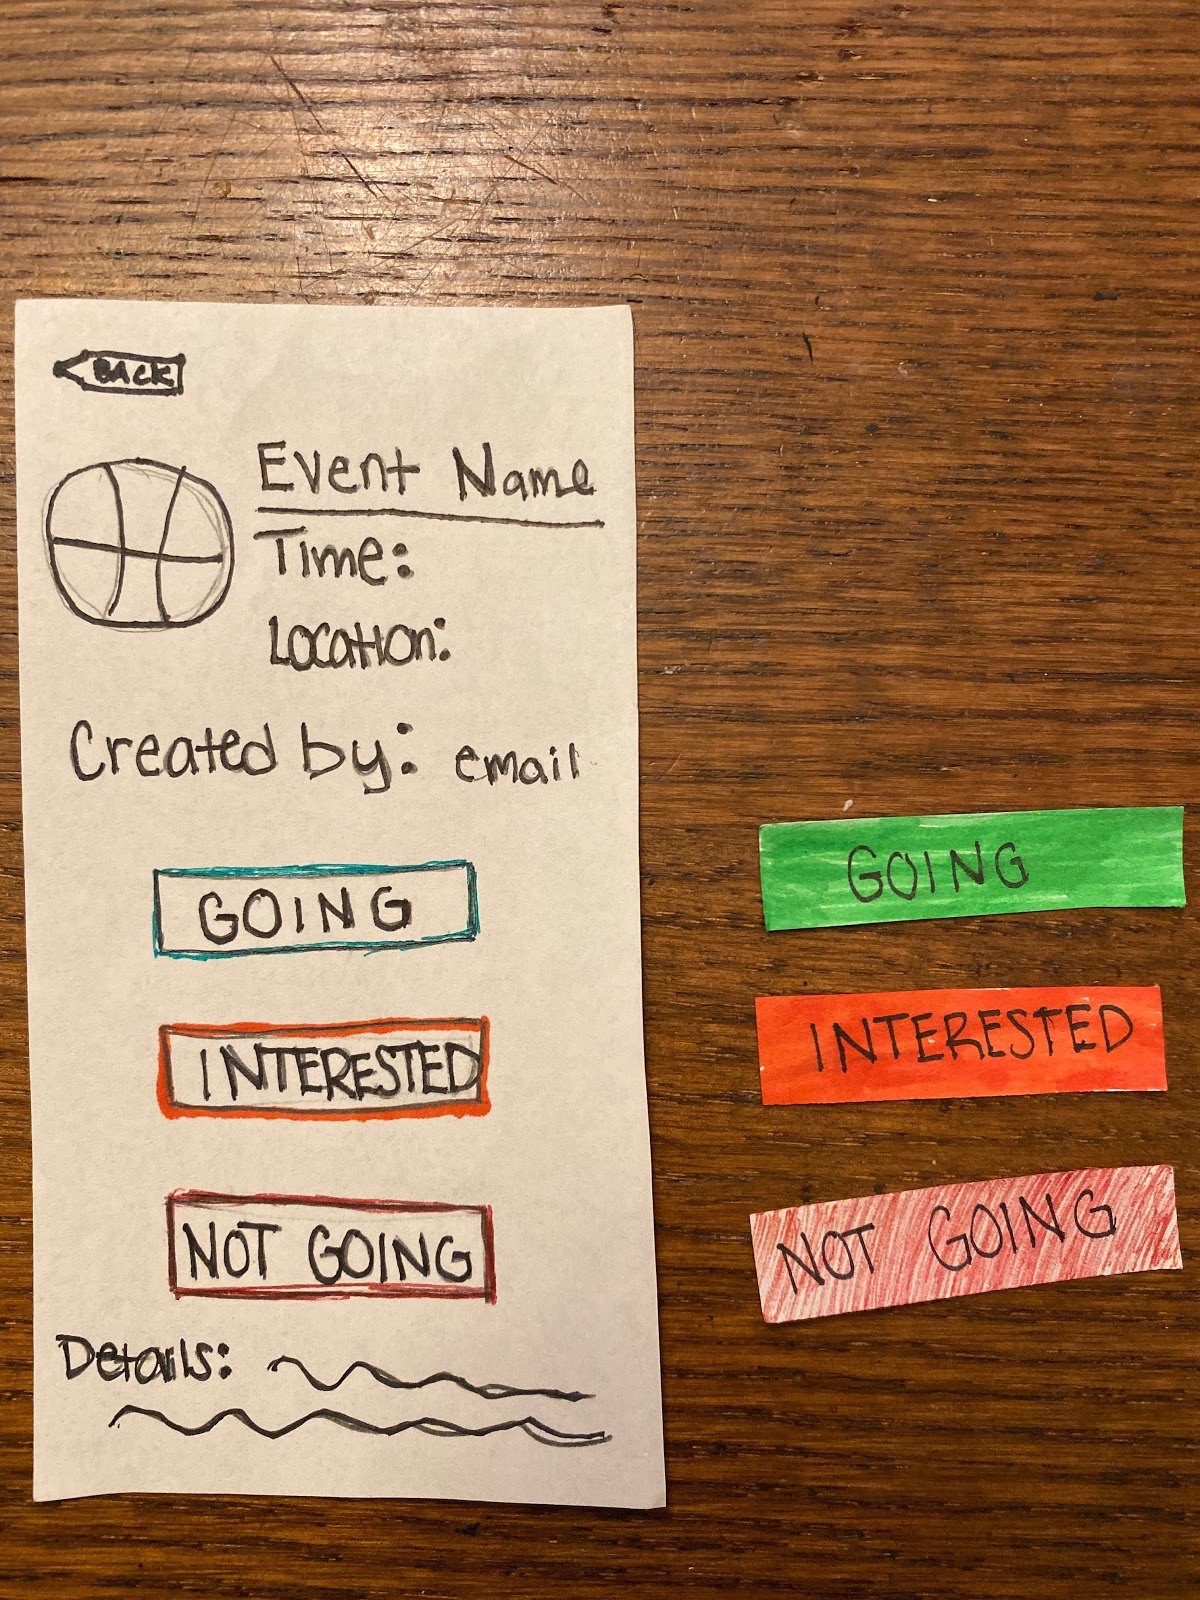 BACK
Event Name
Time:
Location:
Created by: email
GOING
INTERESTED
NOT GOING
Details:
GOING
INTERESTED
NOT GOING